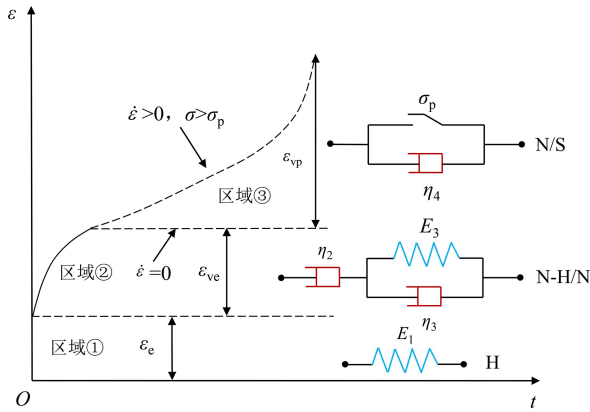 ε
ε̇>0，σ>σp
σp
N/S
η4
εvp
区域③
区域②
ε̇=0
εve
η2
E3
N-H/N
η3
区域①
εe
E1
H
O
t